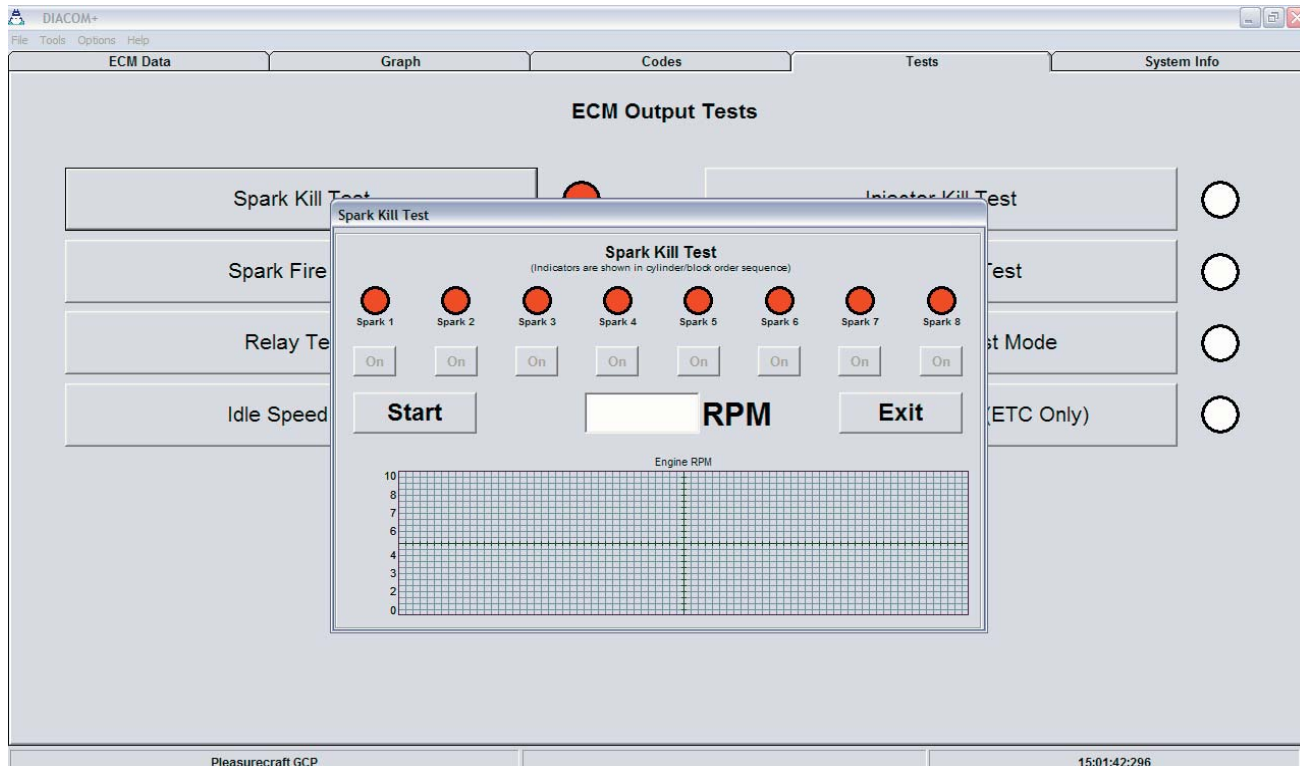 DIACOM+
File Tools Options Help
ECM Data Graph Codes Tests System Info
ECM Output Tests
Spark Kill Test
Injector Kill Test
Spark Kill Test
Spark Kill Test
(Indicators are shown in cylinder/block order sequence)
Spark Fire
Test
Spark 1 Spark 2 Spark 3 Spark 4 Spark 5 Spark 6 Spark 7 Spark 8
Relay Te
st Mode
On On On On On On On On
Idle Speed
(ETC Only)
Start
RPM
Exit
Engine RPM
10
8
7
6
4
3
2
0
Pleasurecraft GCP
15:01:42:296